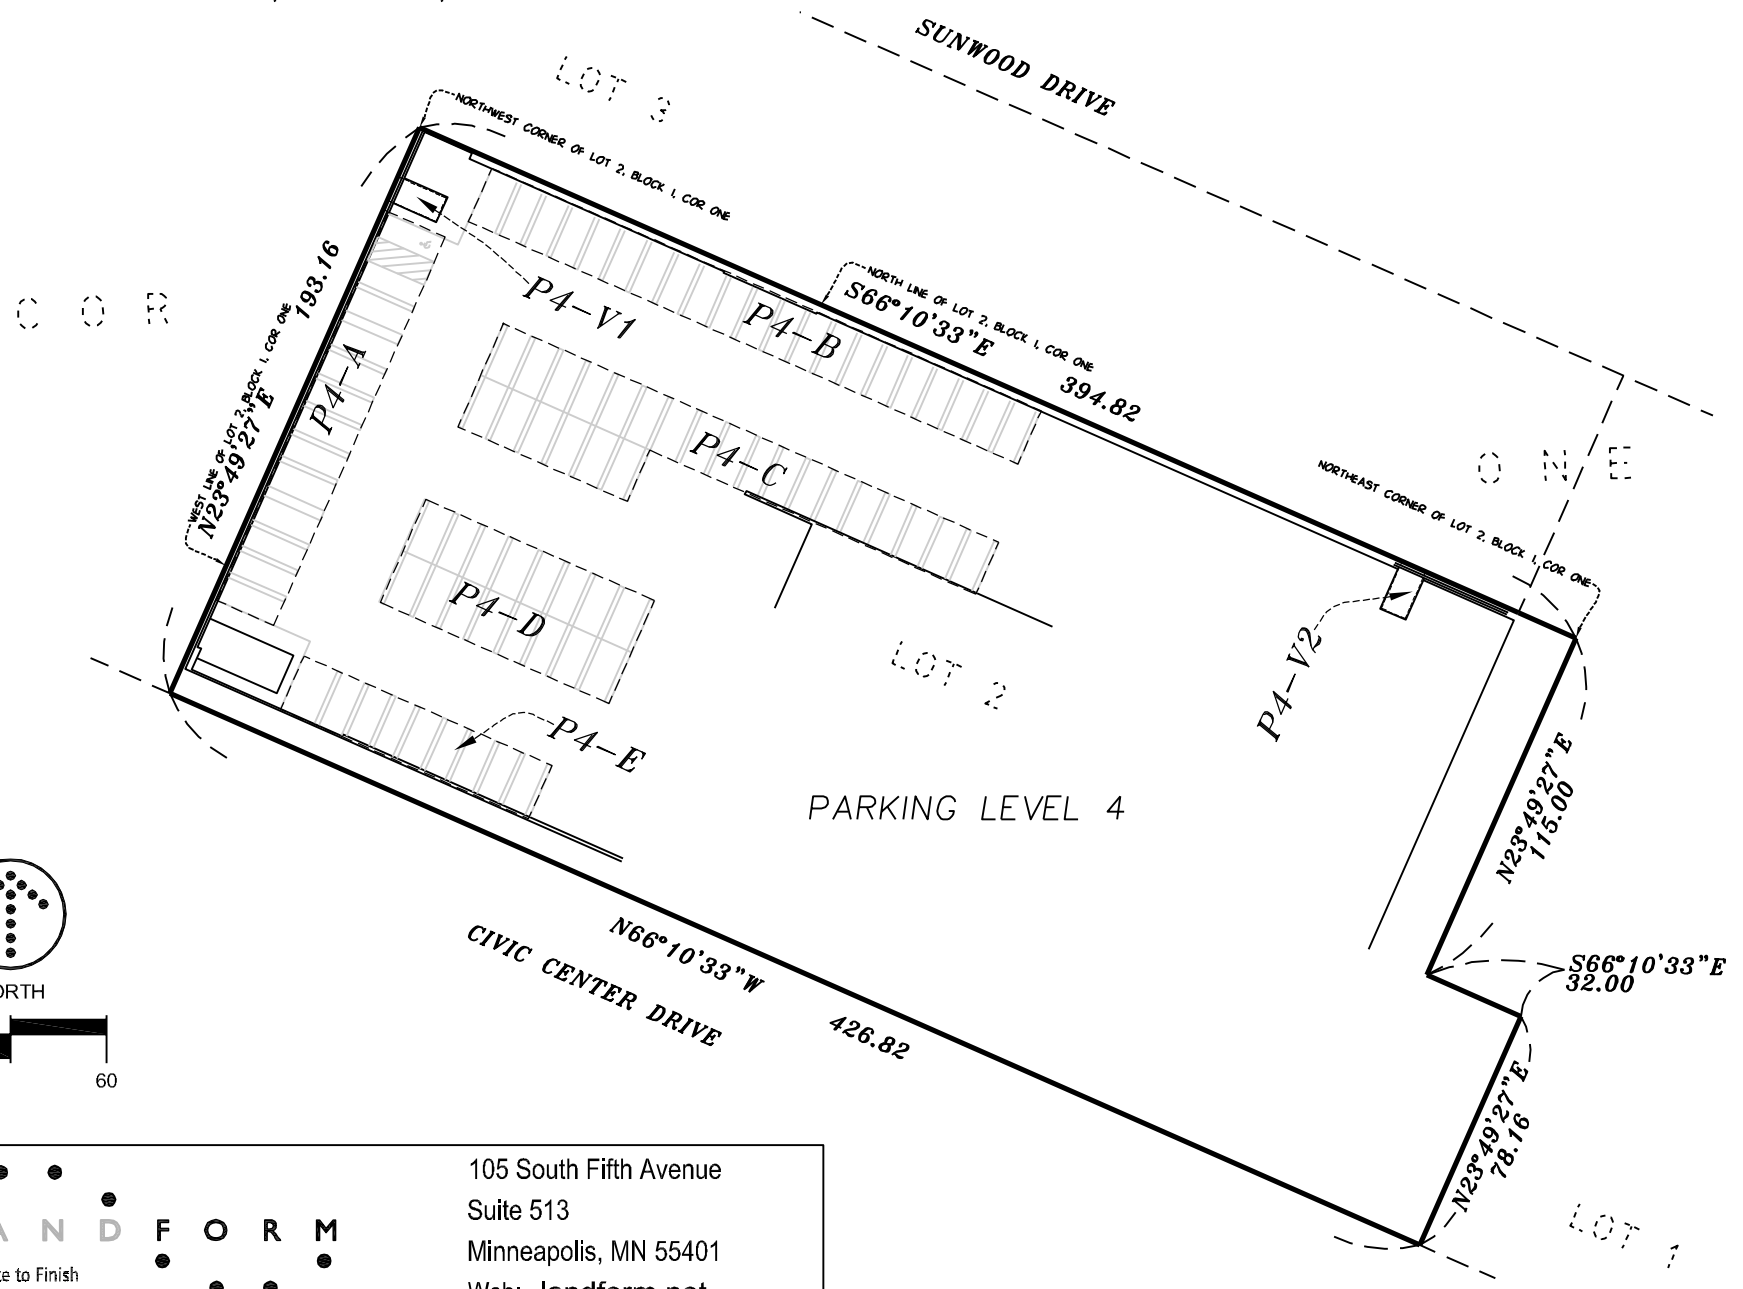 SUNWOOD DRIVE
LOT 3
NORTHWEST CORNER OF LOT 2, BLOCK 1, COR ONE
NORTH LINE OF LOT 2, BLOCK 1, COR ONE
S66°10'33"E
394.82
193.16
WEST LINE OF LOT 2, BLOCK 1, COR ONE
N23°49'27"E
COR
P4-V1
P4-B
P4-A
P4-C
ONE
NORTHEAST CORNER OF LOT 2, BLOCK 1, COR ONE
P4-D
LOT 2
P4-V2
P4-E
PARKING LEVEL 4
N23°49'27"E
115.00
N66°10'33"W
CIVIC CENTER DRIVE
426.82
S66°10'33"E
32.00
N23°49'27"E
78.16
LOT 1
60
FORM
105 South Fifth Avenue
Suite 513
Minneapolis, MN 55401
to Finish
landform.net